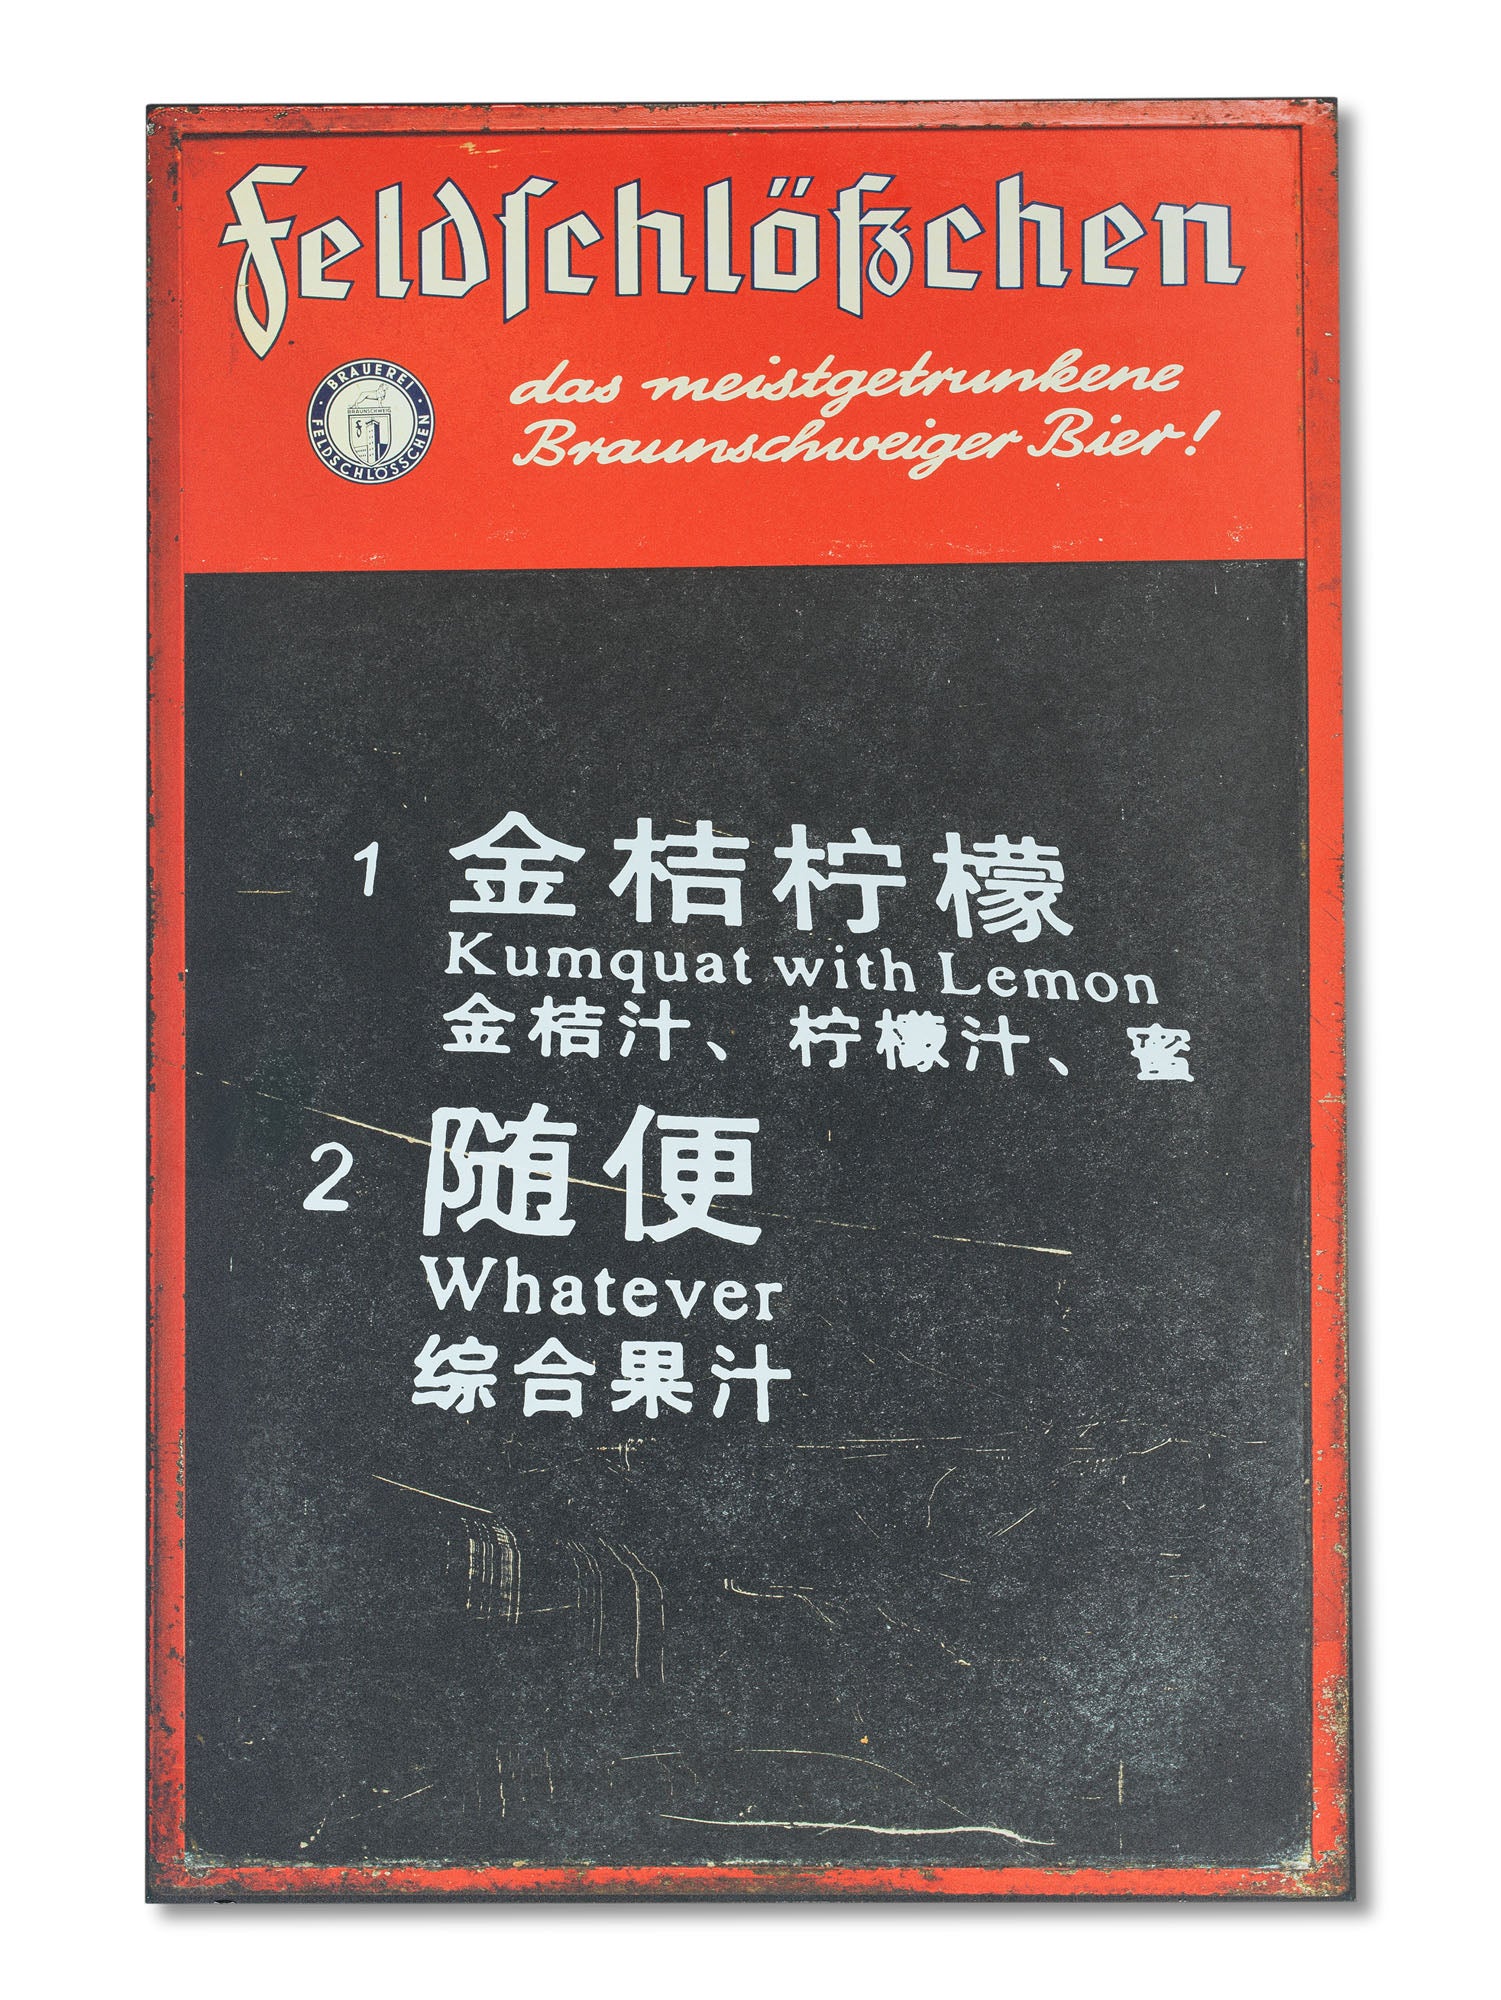 Feldſchlößchen
BRAUEREI
BRAUNSCHWEIG
FELDSCHLÖSSCHEN
das meistgetrunkene
Braunschweiger Bier!
1 金桔柠檬
Kumquat with Lemon
金桔汁、柠檬汁、蜜
2 随便
Whatever
综合果汁